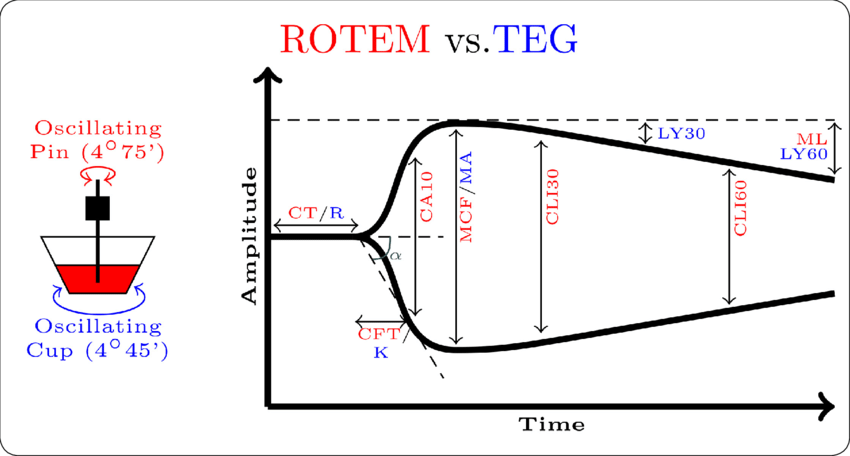 ROTEM vs.TEG
Oscillating
Pin (4°75')
Oscillating
Cup (4°45')
Amplitude
CT/R
α
CFT/
K
CA10
MCF/MA
CLI30
LY30
CLI60
ML
LY60
Time